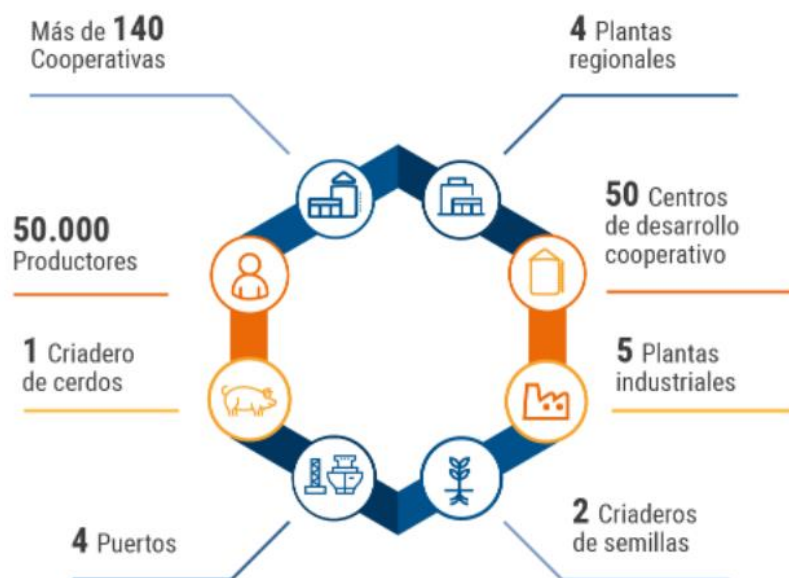 Más de 140
Cooperativas
4 Plantas
regionales
50.000
Productores
50 Centros
de desarrollo
cooperativo
1 Criadero
de cerdos
5 Plantas
industriales
4 Puertos
2 Criaderos
de semillas